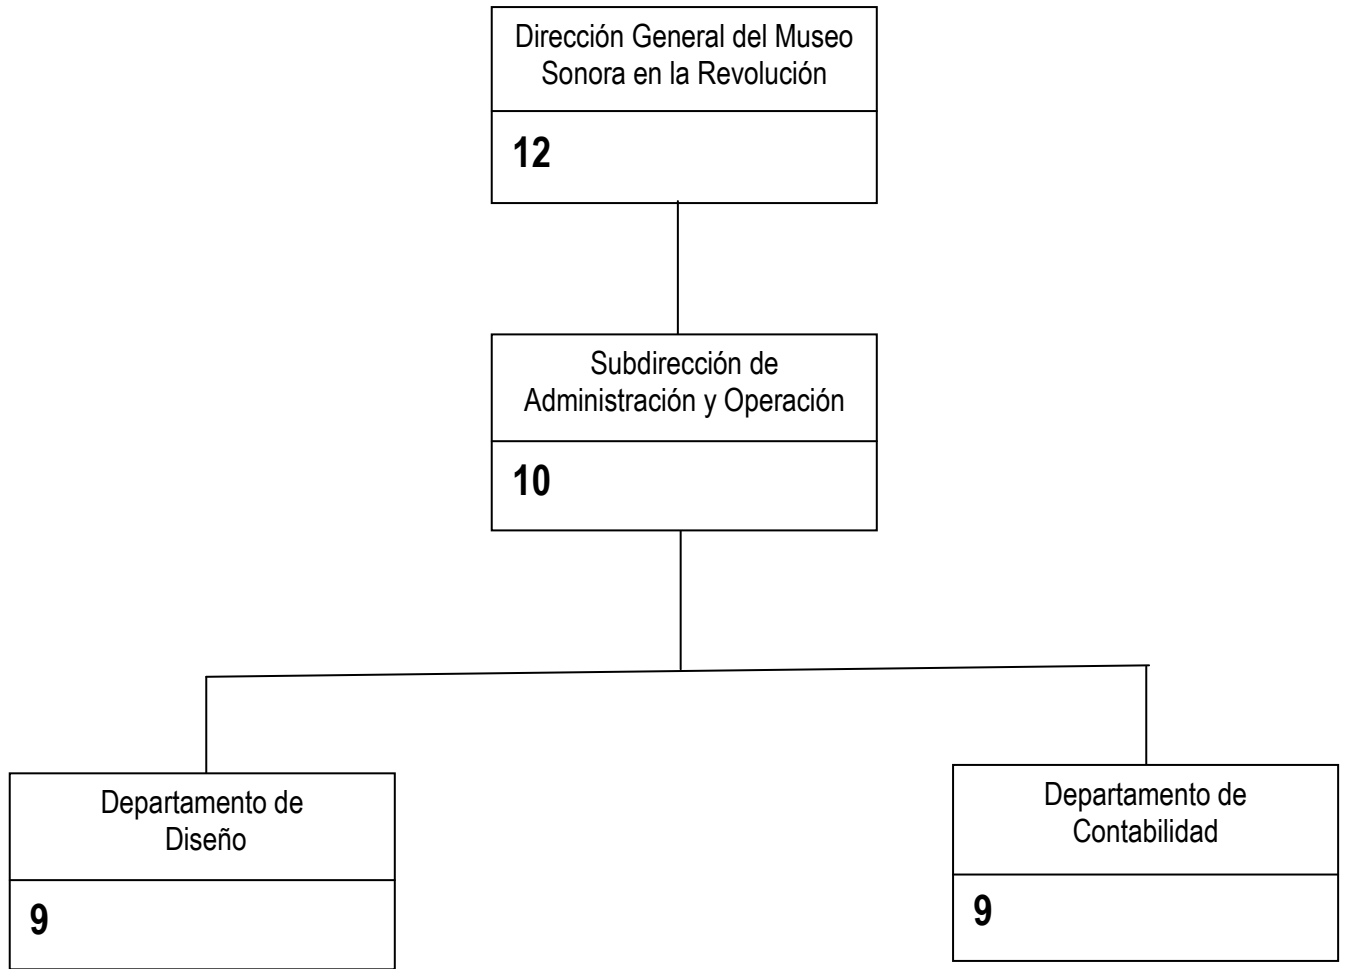 Dirección General del Museo
Sonora en la Revolución
12
Subdirección de
Administración y Operación
10
Departamento de
Diseño
9
Departamento de
Contabilidad
9